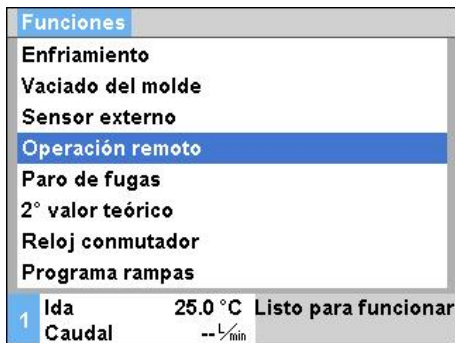 Funciones
Enfriamiento
Vaciado del molde
Sensor externo
Operación remoto
Paro de fugas
2° valor teórico
Reloj conmutador
Programa rampas
1 Ida 25.0 °C Listo para funcionar
Caudal -- L/min